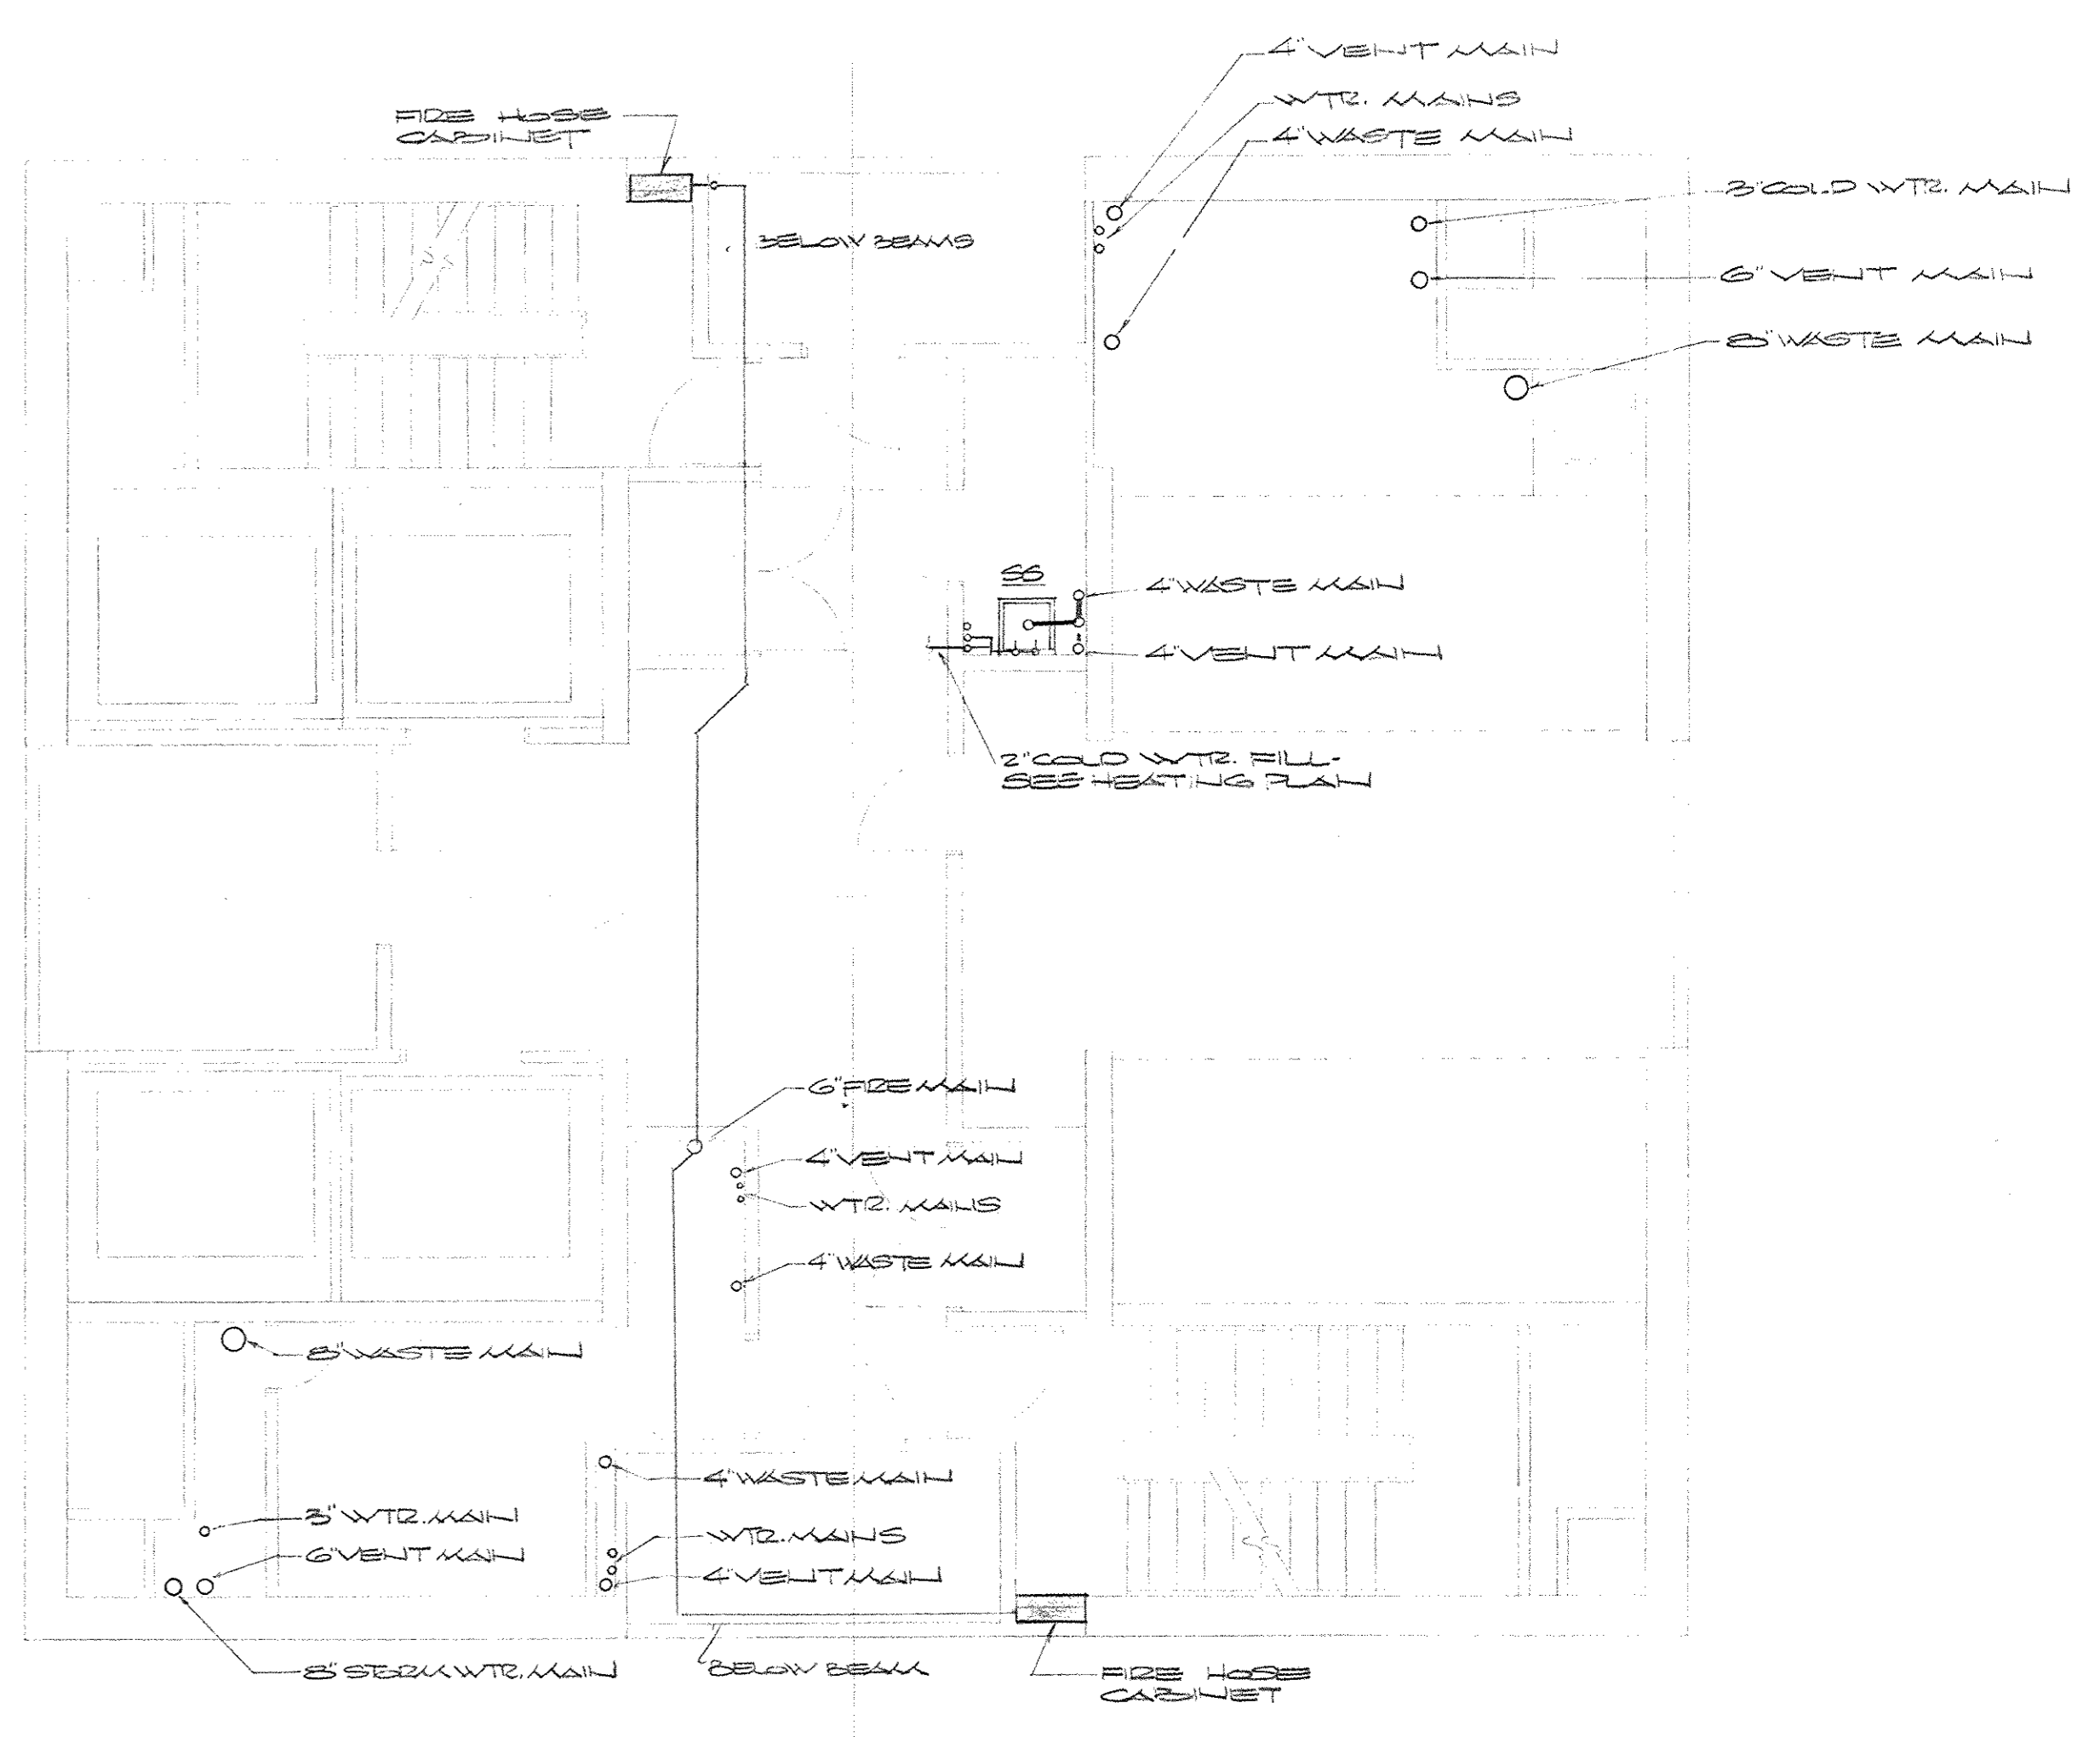 4" VENT MAIN
WTR. MAINS
4" WASTE MAIN
FIRE HOSE
CABINET
3" COLD WTR. MAIN
BELOW BEAMS
6" VENT MAIN
8" WASTE MAIN
SS
4" WASTE MAIN
4" VENT MAIN
2" COLD WTR. FILL-
SEE HEATING PLAN
6" FIRE MAIN
4" VENT MAIN
WTR. MAINS
4" WASTE MAIN
8" WASTE MAIN
4" WASTE MAIN
3" WTR. MAIN
WTR. MAINS
6" VENT MAIN
4" VENT MAIN
8" STORM WTR. MAIN
BELOW BEAM
FIRE HOSE
CABINET